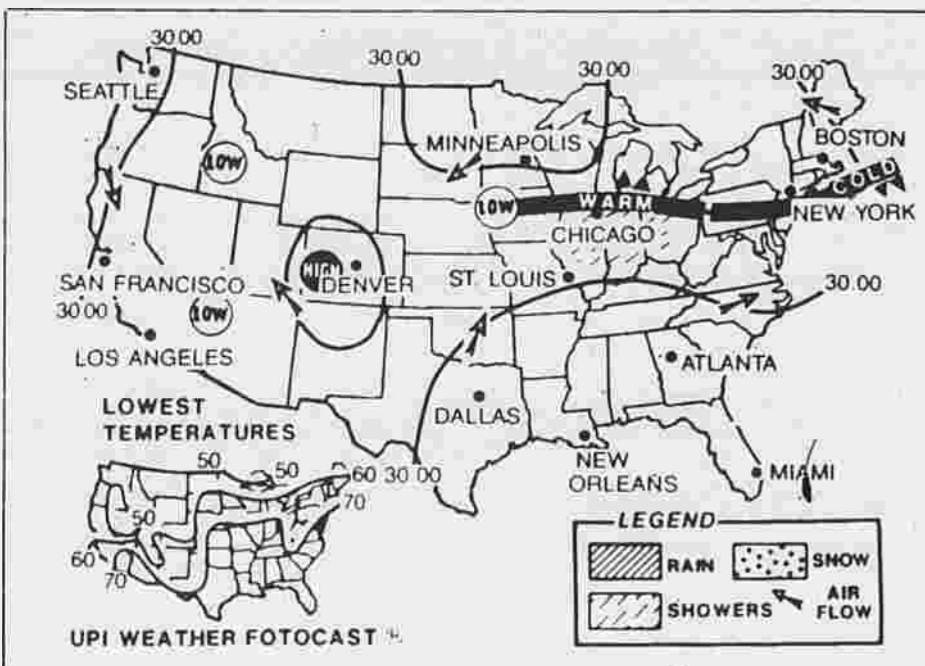 30.00
30.00
30.00
30.00
SEATTLE
MINNEAPOLIS
BOSTON
LOW
COLD
LOW
WARM
NEW YORK
CHICAGO
HIGH
DENVER
ST. LOUIS
SAN FRANCISCO
30.00
30.00
LOW
LOS ANGELES
ATLANTA
LOWEST
TEMPERATURES
DALLAS
NEW
ORLEANS
MIAMI
30.00
50
50
60
70
50
50
60
70
LEGEND
RAIN
SNOW
SHOWERS
AIR
FLOW
UPI WEATHER FOTOCAST